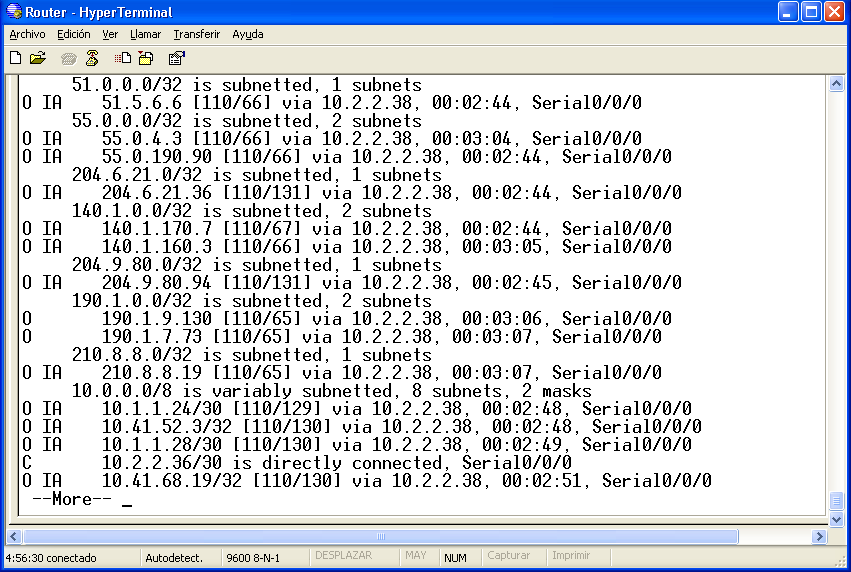 Router - HyperTerminal
Archivo Edición Ver Llamar Transferir Ayuda
51.0.0.0/32 is subnetted, 1 subnets
O IA 51.5.6.6 [110/66] via 10.2.2.38, 00:02:44, Serial0/0/0
55.0.0.0/32 is subnetted, 2 subnets
O IA 55.0.4.3 [110/66] via 10.2.2.38, 00:03:04, Serial0/0/0
O IA 55.0.190.90 [110/66] via 10.2.2.38, 00:02:44, Serial0/0/0
204.6.21.0/32 is subnetted, 1 subnets
O IA 204.6.21.36 [110/131] via 10.2.2.38, 00:02:44, Serial0/0/0
140.1.0.0/32 is subnetted, 2 subnets
O IA 140.1.170.7 [110/67] via 10.2.2.38, 00:02:44, Serial0/0/0
O IA 140.1.160.3 [110/66] via 10.2.2.38, 00:03:05, Serial0/0/0
204.9.80.0/32 is subnetted, 1 subnets
O IA 204.9.80.94 [110/131] via 10.2.2.38, 00:02:45, Serial0/0/0
190.1.0.0/32 is subnetted, 2 subnets
O 190.1.9.130 [110/65] via 10.2.2.38, 00:03:06, Serial0/0/0
O 190.1.7.73 [110/65] via 10.2.2.38, 00:03:07, Serial0/0/0
210.8.8.0/32 is subnetted, 1 subnets
O IA 210.8.8.19 [110/65] via 10.2.2.38, 00:03:07, Serial0/0/0
10.0.0.0/8 is variably subnetted, 8 subnets, 2 masks
O IA 10.1.1.24/30 [110/129] via 10.2.2.38, 00:02:48, Serial0/0/0
O IA 10.41.52.3/32 [110/130] via 10.2.2.38, 00:02:48, Serial0/0/0
O IA 10.1.1.28/30 [110/130] via 10.2.2.38, 00:02:49, Serial0/0/0
C 10.2.2.36/30 is directly connected, Serial0/0/0
O IA 10.41.68.19/32 [110/130] via 10.2.2.38, 00:02:51, Serial0/0/0
--More-- _
4:56:30 conectado Autodetect. 9600 8-N-1 DESPLAZAR MAY NUM Capturar Imprimir